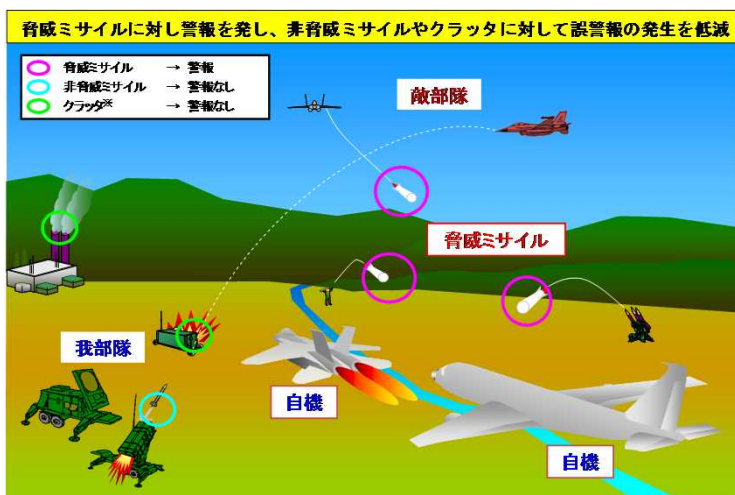 脅威ミサイルに対し警報を発し、非脅威ミサイルやクラッタに対して誤警報の発生を低減
脅威ミサイル → 警報
非脅威ミサイル → 警報なし
クラッタ※ → 警報なし
敵部隊
脅威ミサイル
我部隊
自機
自機